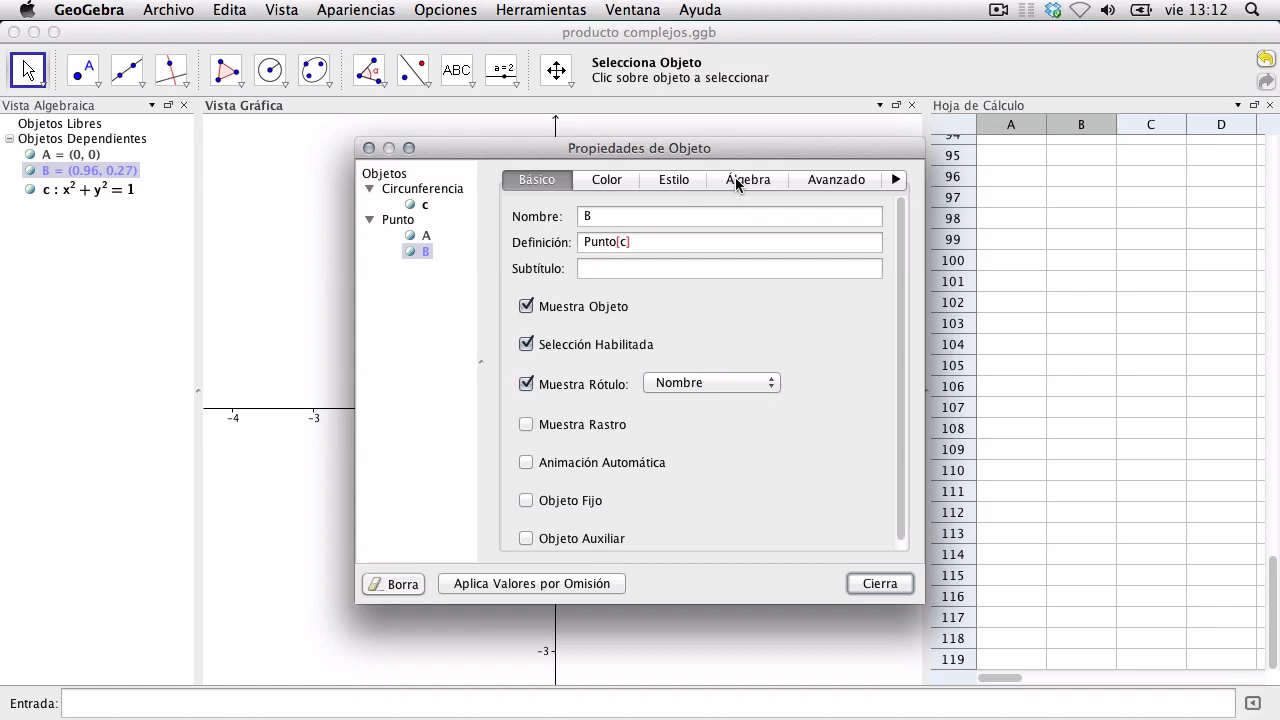 GeoGebra Archivo Edita Vista Apariencias Opciones Herramientas Ventana Ayuda vie 13:12
producto complejos.ggb
A ABC a=2 α
Selecciona Objeto
Clic sobre objeto a seleccionar
Vista Algebraica
Objetos Libres
Objetos Dependientes
A = (0, 0)
B = (0.96, 0.27)
c : x² + y² = 1
Vista Gráfica
-4 -3
-3
Propiedades de Objeto
Objetos
Circunferencia
c
Punto
A
B
Básico Color Estilo Álgebra Avanzado
Nombre: B
Definición: Punto[c]
Subtítulo:
Muestra Objeto
Selección Habilitada
Muestra Rótulo: Nombre
Muestra Rastro
Animación Automática
Objeto Fijo
Objeto Auxiliar
Borra Aplica Valores por Omisión Cierra
Hoja de Cálculo
A B C D
94
95
96
97
98
99
100
101
102
103
104
105
106
107
108
109
110
111
112
113
114
115
116
117
118
119
Entrada: